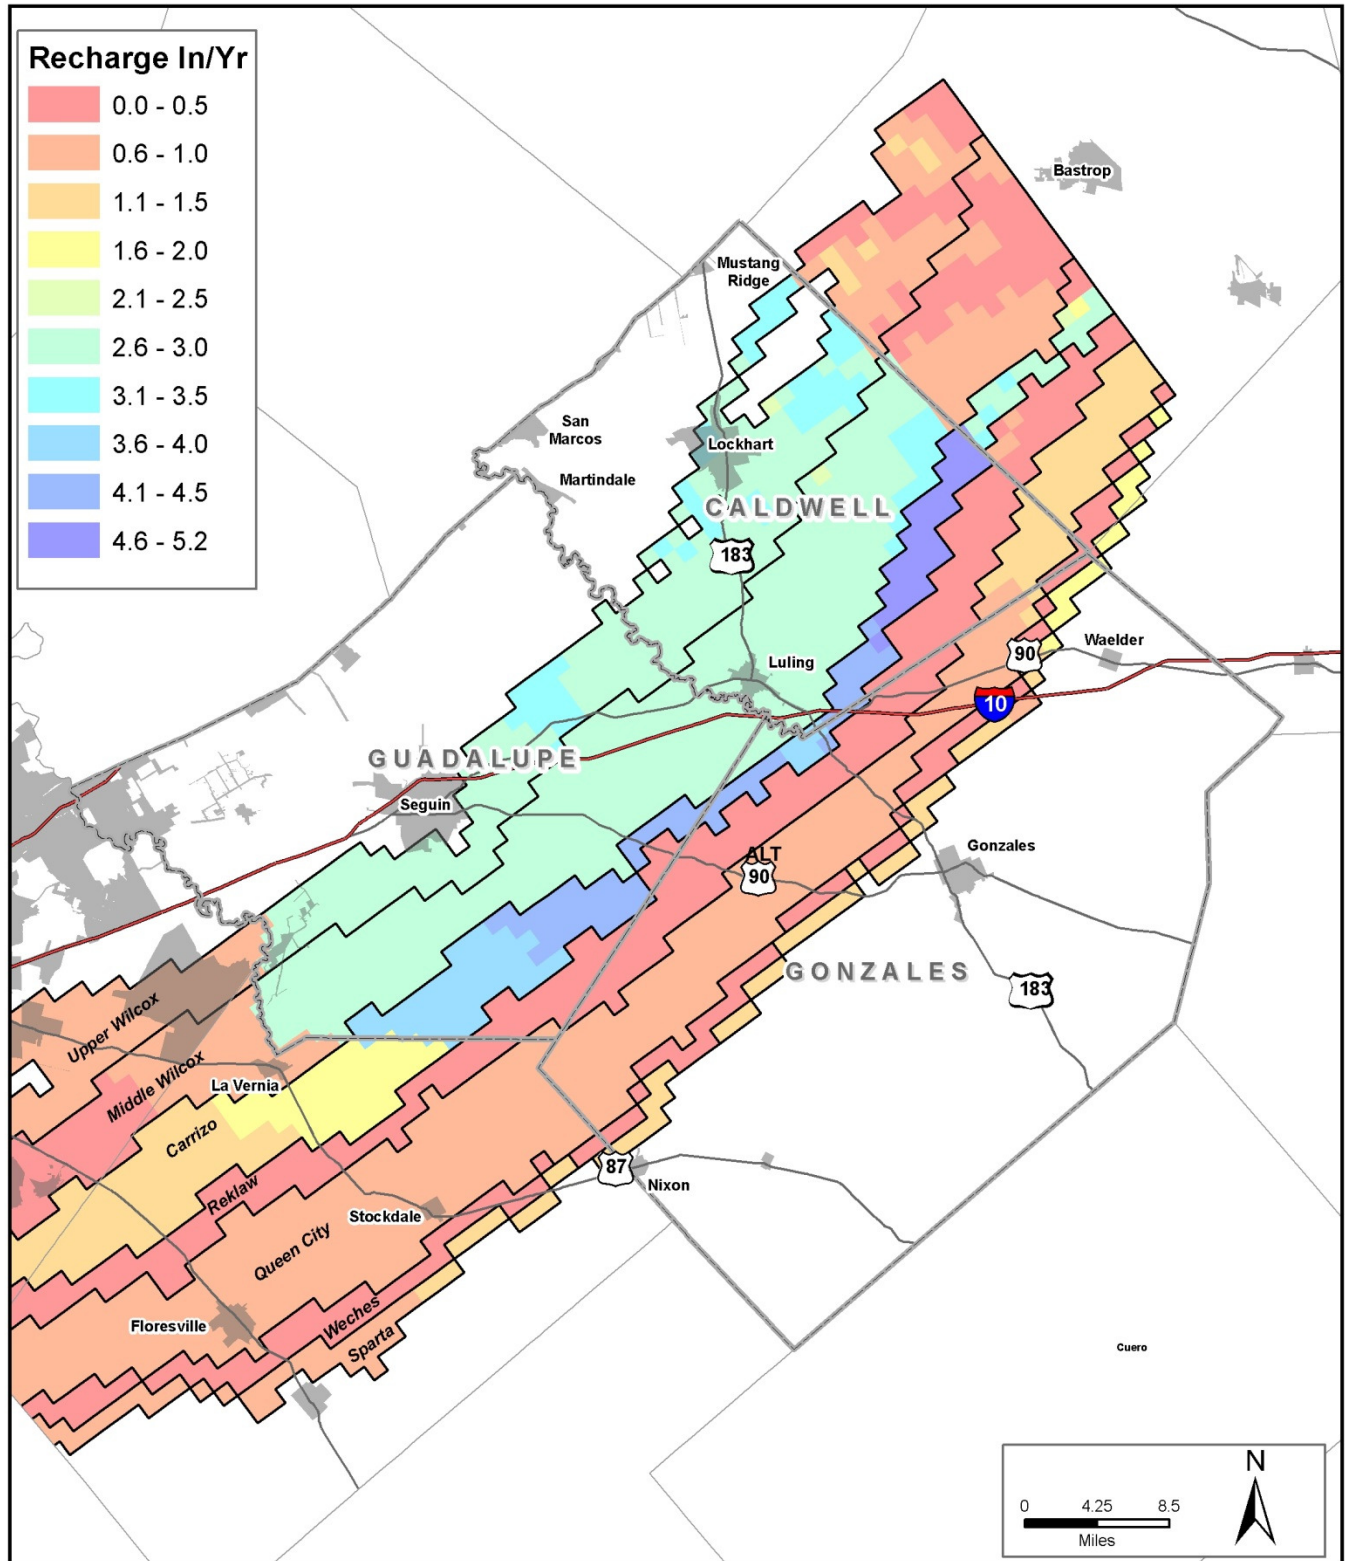 Recharge In/Yr
0.0 - 0.5
0.6 - 1.0
1.1 - 1.5
1.6 - 2.0
2.1 - 2.5
2.6 - 3.0
3.1 - 3.5
3.6 - 4.0
4.1 - 4.5
4.6 - 5.2
Bastrop
Mustang
Ridge
San
Marcos
Lockhart
Martindale
CALDWELL
183
Waelder
90
Luling
10
GUADALUPE
Seguin
Gonzales
ALT
90
GONZALES
183
Upper Wilcox
Middle Wilcox
La Vernia
Carrizo
87
Nixon
Reklaw
Stockdale
Queen City
Floresville
Weches
Sparta
Cuero
N
0 4.25 8.5
Miles